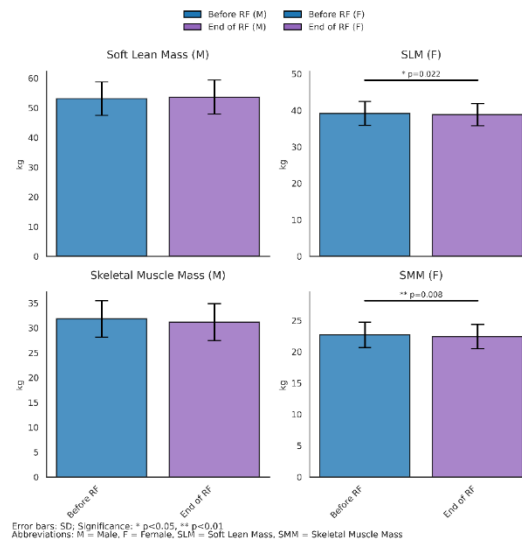 Before RF (M) Before RF (F)
End of RF (M) End of RF (F)
Soft Lean Mass (M)
60
50
40
30
20
10
0
kg
SLM (F)
* p=0.022
50
40
30
20
10
0
kg
Skeletal Muscle Mass (M)
35
30
25
20
15
10
5
0
kg
Before RF
End of RF
SMM (F)
** p=0.008
25
20
15
10
5
0
kg
Before RF
End of RF
Error bars: SD; Significance: * p<0.05, ** p<0.01
Abbreviations: M = Male, F = Female, SLM = Soft Lean Mass, SMM = Skeletal Muscle Mass